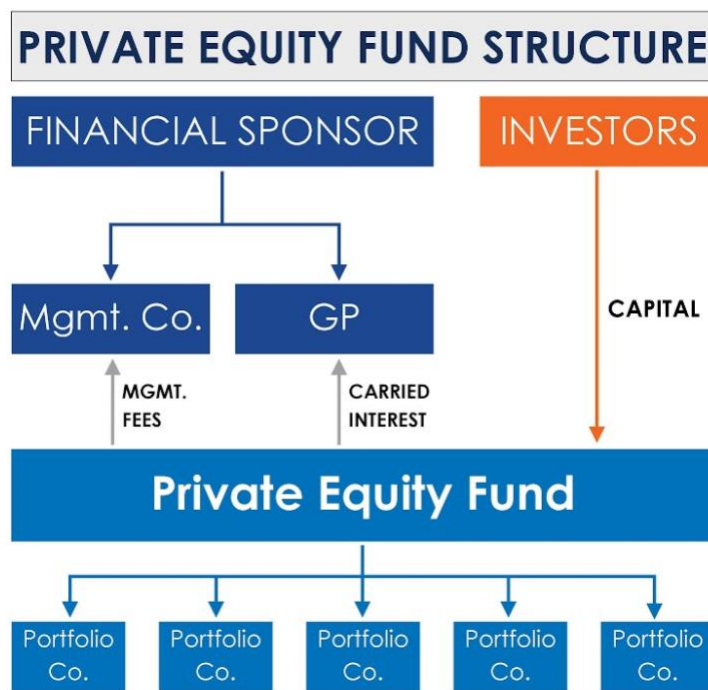 PRIVATE EQUITY FUND STRUCTURE
FINANCIAL SPONSOR
INVESTORS
Mgmt. Co.
GP
CAPITAL
MGMT.
FEES
CARRIED
INTEREST
Private Equity Fund
Portfolio
Co.
Portfolio
Co.
Portfolio
Co.
Portfolio
Co.
Portfolio
Co.